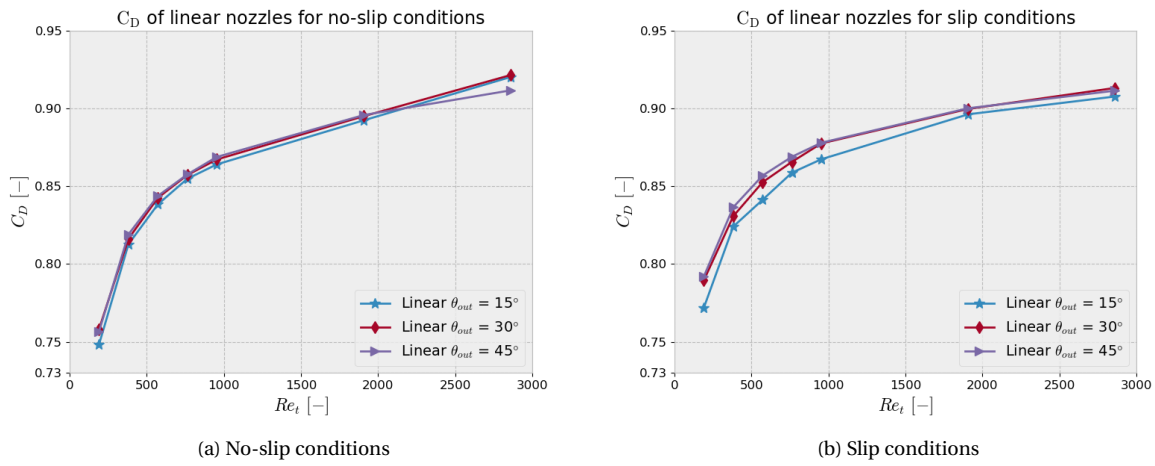 C_D of linear nozzles for no-slip conditions
0.95
0.90
0.85
0.80
0.75
0.73
C_D [−]
0 500 1000 1500 2000 2500 3000
Re_t [−]
Linear θ_out = 15°
Linear θ_out = 30°
Linear θ_out = 45°
(a) No-slip conditions
C_D of linear nozzles for slip conditions
0.95
0.90
0.85
0.80
0.75
0.73
C_D [−]
0 500 1000 1500 2000 2500 3000
Re_t [−]
Linear θ_out = 15°
Linear θ_out = 30°
Linear θ_out = 45°
(b) Slip conditions